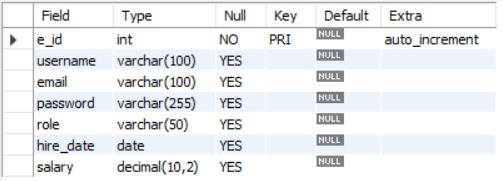 Field Type Null Key Default Extra
e_id int NO PRI NULL auto_increment
username varchar(100) YES NULL
email varchar(100) YES NULL
password varchar(255) YES NULL
role varchar(50) YES NULL
hire_date date YES NULL
salary decimal(10,2) YES NULL